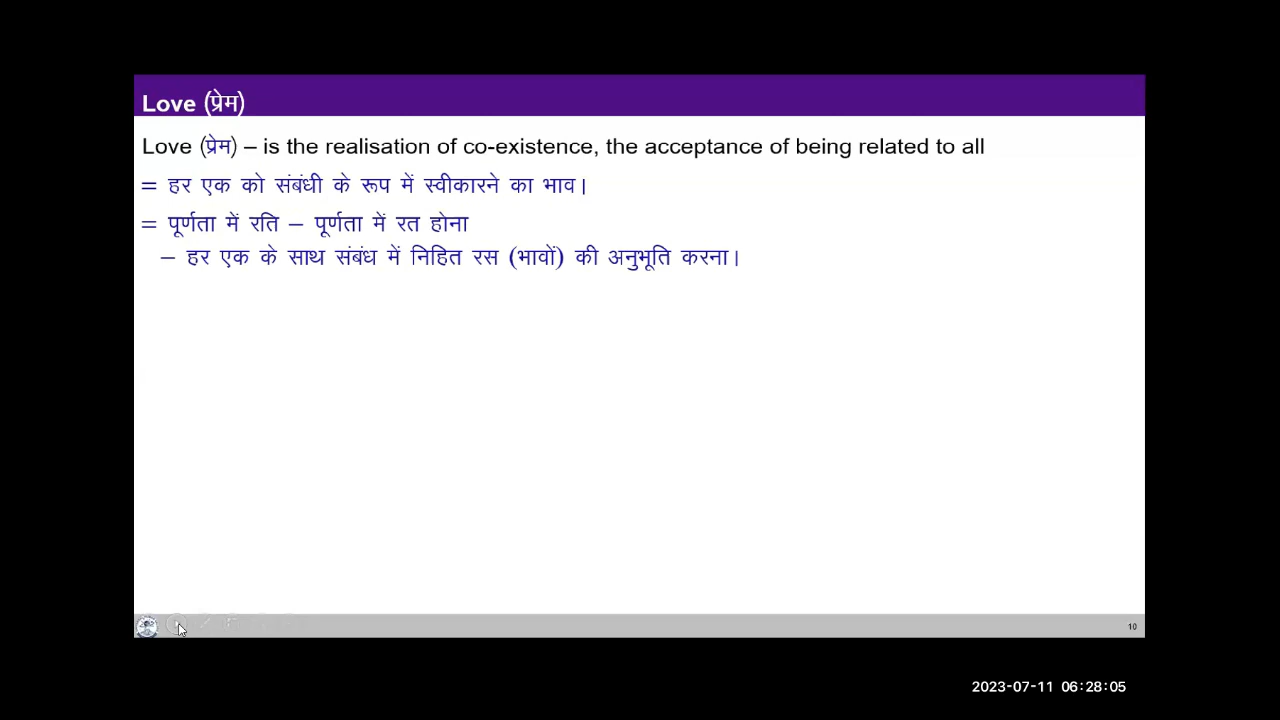 Love (प्रेम)
Love (प्रेम) – is the realisation of co-existence, the acceptance of being related to all
= हर एक को संबंधी के रूप में स्वीकारने का भाव।
= पूर्णता में रति – पूर्णता में रत होना
– हर एक के साथ संबंध में निहित रस (भावों) की अनुभूति करना।
10
2023-07-11 06:28:05